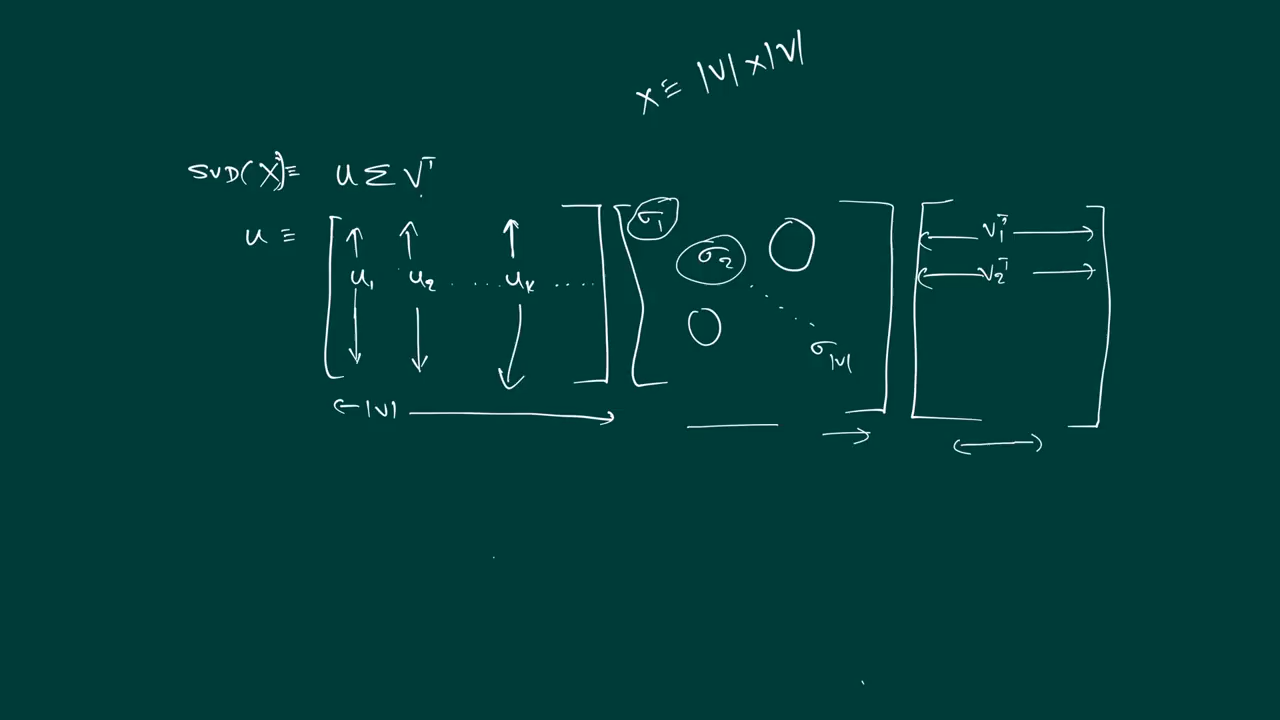 X ≡ |V| x |V|
SVD(X) ≡ U Σ Vᵀ
U ≡ [ u₁ u₂ ..... uₖ .... ] [ σ₁ σ₂ ..... σ|V| 0 0 ] [ V₁ᵀ V₂ᵀ ]
←|V|→